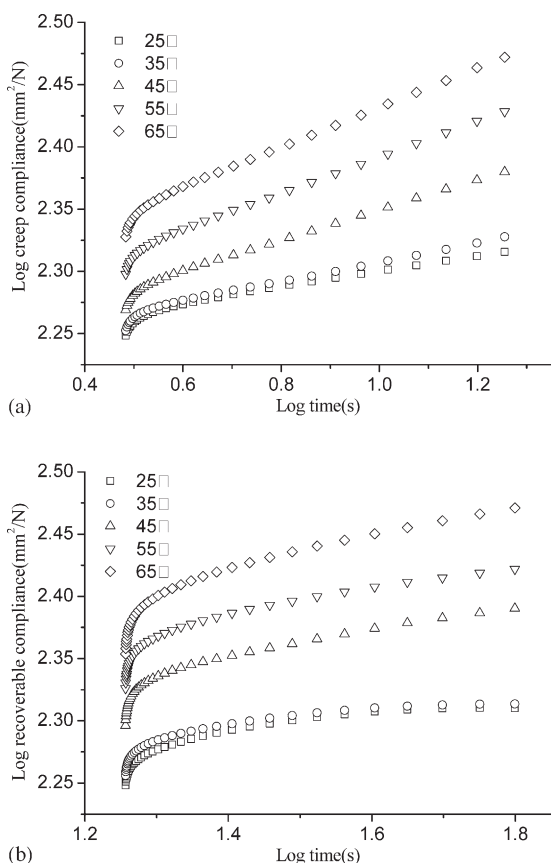 25□
35□
45□
55□
65□
Log creep compliance(mm²/N)
2.50
2.45
2.40
2.35
2.30
2.25
0.4 0.6 0.8 1.0 1.2
Log time(s)
(a)
25□
35□
45□
55□
65□
Log recoverable compliance(mm²/N)
2.50
2.45
2.40
2.35
2.30
2.25
1.2 1.4 1.6 1.8
Log time(s)
(b)